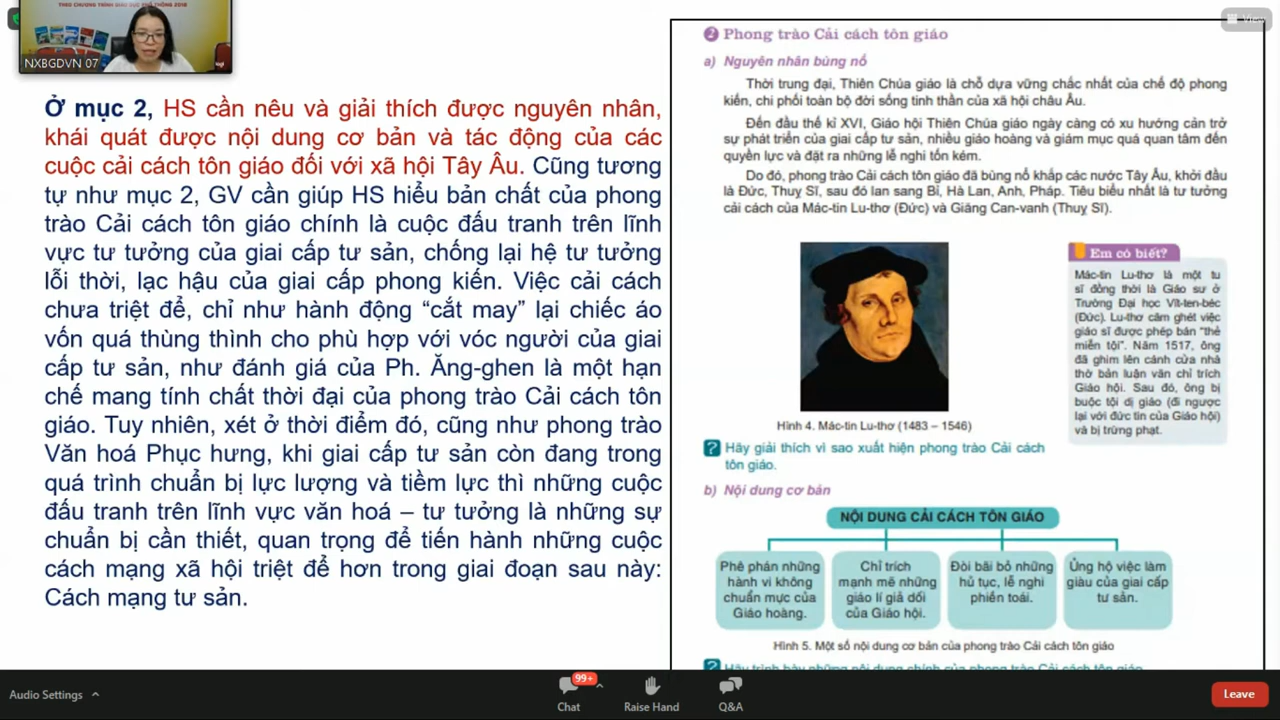 THEO CHƯƠNG TRÌNH GIÁO DỤC PHỔ THÔNG 2018
NXBGDVN 07
View
Ở mục 2, HS cần nêu và giải thích được nguyên nhân,
khái quát được nội dung cơ bản và tác động của các
cuộc cải cách tôn giáo đối với xã hội Tây Âu. Cũng tương
tự như mục 2, GV cần giúp HS hiểu bản chất của phong
trào Cải cách tôn giáo chính là cuộc đấu tranh trên lĩnh
vực tư tưởng của giai cấp tư sản, chống lại hệ tư tưởng
lỗi thời, lạc hậu của giai cấp phong kiến. Việc cải cách
chưa triệt để, chỉ như hành động “cắt may” lại chiếc áo
vốn quá thùng thình cho phù hợp với vóc người của giai
cấp tư sản, như đánh giá của Ph. Ăng-ghen là một hạn
chế mang tính chất thời đại của phong trào Cải cách tôn
giáo. Tuy nhiên, xét ở thời điểm đó, cũng như phong trào
Văn hoá Phục hưng, khi giai cấp tư sản còn đang trong
quá trình chuẩn bị lực lượng và tiềm lực thì những cuộc
đấu tranh trên lĩnh vực văn hoá – tư tưởng là những sự
chuẩn bị cần thiết, quan trọng để tiến hành những cuộc
cách mạng xã hội triệt để hơn trong giai đoạn sau này:
Cách mạng tư sản.
2 Phong trào Cải cách tôn giáo
a) Nguyên nhân bùng nổ
Thời trung đại, Thiên Chúa giáo là chỗ dựa vững chắc nhất của chế độ phong
kiến, chi phối toàn bộ đời sống tinh thần của xã hội châu Âu.
Đến đầu thế kỉ XVI, Giáo hội Thiên Chúa giáo ngày càng có xu hướng cản trở
sự phát triển của giai cấp tư sản, nhiều giáo hoàng và giám mục quá quan tâm đến
quyền lực và đặt ra những lễ nghi tốn kém.
Do đó, phong trào Cải cách tôn giáo đã bùng nổ khắp các nước Tây Âu, khởi đầu
là Đức, Thuỵ Sĩ, sau đó lan sang Bỉ, Hà Lan, Anh, Pháp. Tiêu biểu nhất là tư tưởng
cải cách của Mác-tin Lu-thơ (Đức) và Giăng Can-vanh (Thuỵ Sĩ).
Hình 4. Mác-tin Lu-thơ (1483 – 1546)
Em có biết?
Mác-tin Lu-thơ là một tu
sĩ đồng thời là Giáo sư ở
Trường Đại học Vít-ten-béc
(Đức). Lu-thơ căm ghét việc
giáo sĩ được phép bán “thẻ
miễn tội”. Năm 1517, ông
đã ghim lên cánh cửa nhà
thờ bản luận văn chỉ trích
Giáo hội. Sau đó, ông bị
buộc tội dị giáo (đi ngược
lại với đức tin của Giáo hội)
và bị trừng phạt.
? Hãy giải thích vì sao xuất hiện phong trào Cải cách
tôn giáo.
b) Nội dung cơ bản
NỘI DUNG CẢI CÁCH TÔN GIÁO
Phê phán những
hành vi không
chuẩn mực của
Giáo hoàng.
Chỉ trích
mạnh mẽ những
giáo lí giả dối
của Giáo hội.
Đòi bãi bỏ những
hủ tục, lễ nghi
phiền toái.
Ủng hộ việc làm
giàu của giai cấp
tư sản.
Hình 5. Một số nội dung cơ bản của phong trào Cải cách tôn giáo
? Hãy trình bày những nội dung chính của phong trào Cải cách tôn giáo
Audio Settings
99+
Chat
Raise Hand
Q&A
Leave